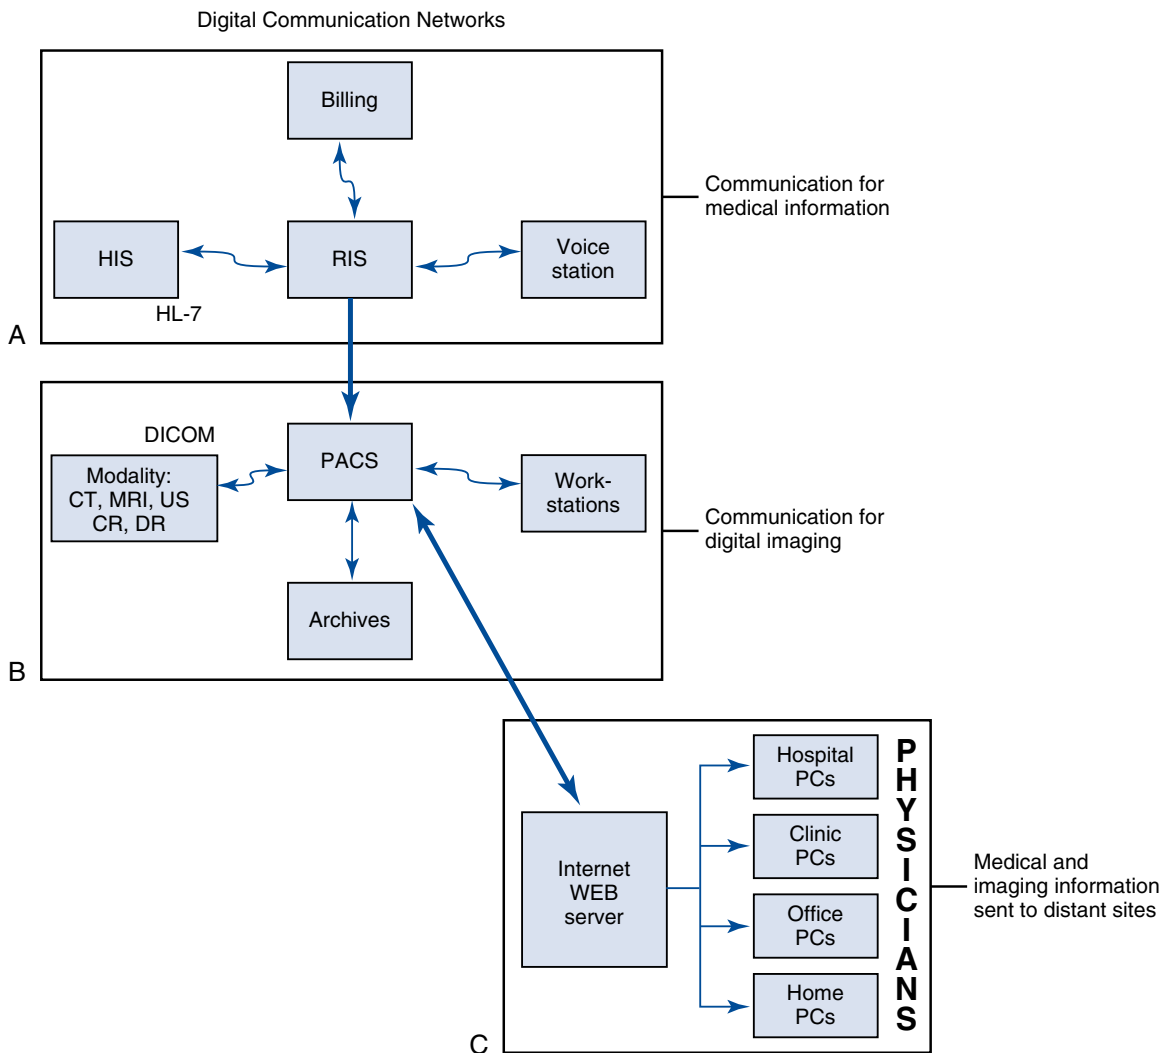 Digital Communication Networks
Billing
HIS
RIS
Voice
station
HL-7
Communication for
medical information
A
DICOM
Modality:
CT, MRI, US
CR, DR
PACS
Work-
stations
Archives
Communication for
digital imaging
B
Internet
WEB
server
Hospital
PCs
Clinic
PCs
Office
PCs
Home
PCs
PHYSICIANS
Medical and
imaging information
sent to distant sites
C